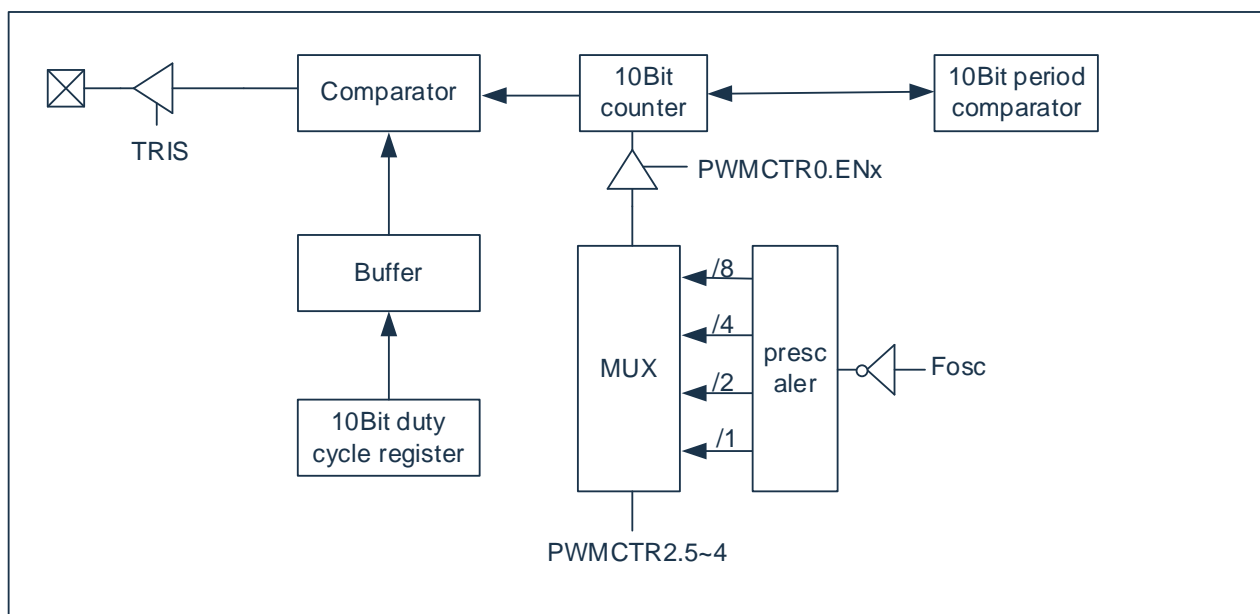 Comparator
10Bit
counter
10Bit period
comparator
TRIS
PWMCTR0.ENx
Buffer
MUX
/8
/4
/2
/1
presc
aler
Fosc
10Bit duty
cycle register
PWMCTR2.5~4